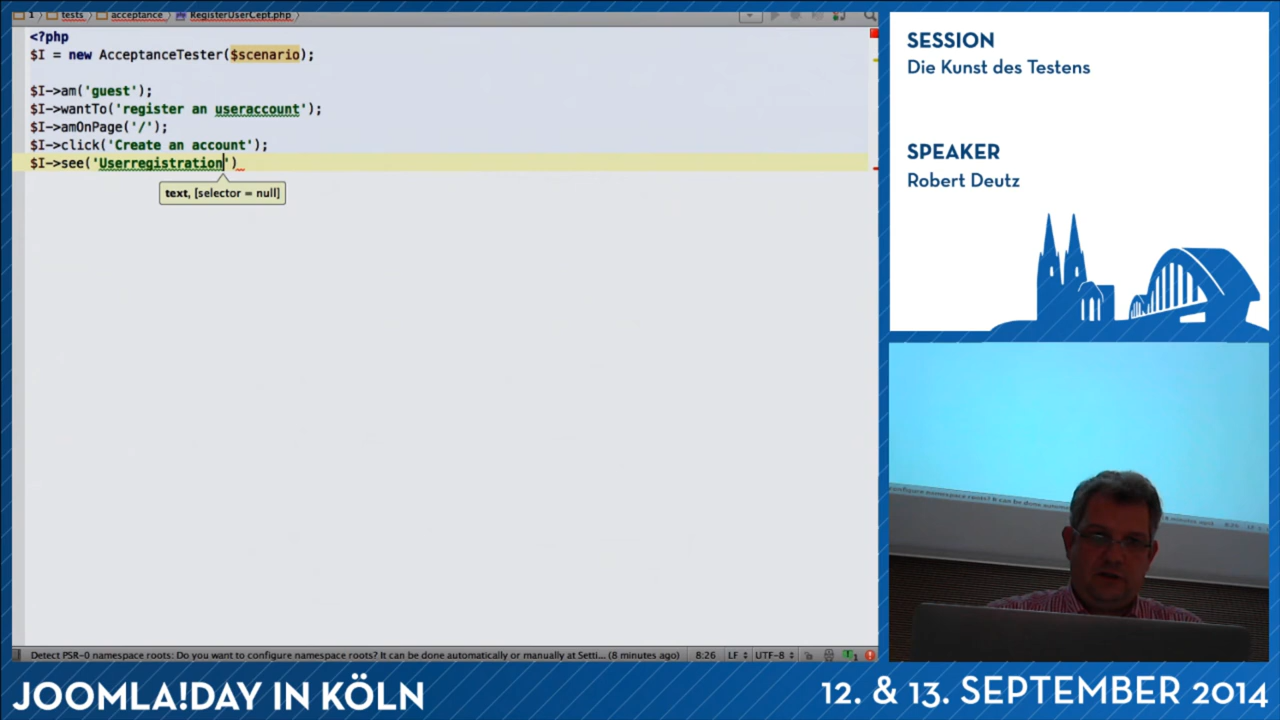 1 tests acceptance RegisterUserCept.php
<?php
$I = new AcceptanceTester($scenario);
$I->am('guest');
$I->wantTo('register an useraccount');
$I->amOnPage('/');
$I->click('Create an account');
$I->see('Userregistration')
text, [selector = null]
Detect PSR-0 namespace roots: Do you want to configure namespace roots? It can be done automatically or manually at Setti... (8 minutes ago) 8:26 LF UTF-8
SESSION
Die Kunst des Testens
SPEAKER
Robert Deutz
JOOMLA!DAY IN KÖLN
12. & 13. SEPTEMBER 2014